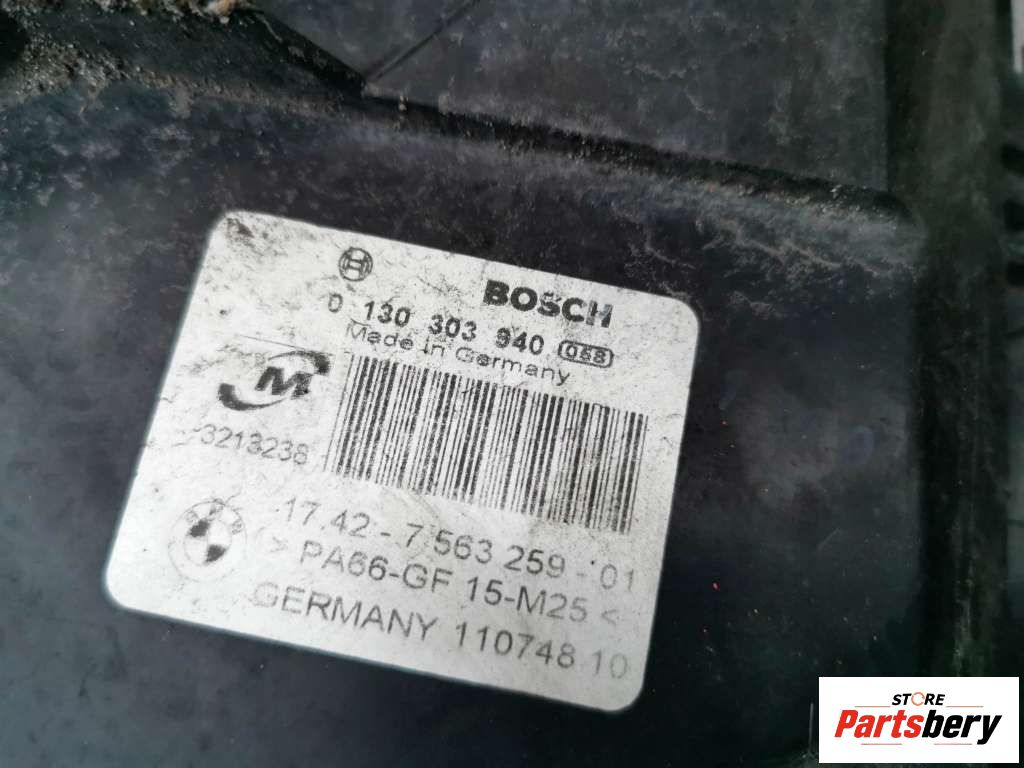 BOSCH
0 130 303 940 058
Made in Germany
M
3213238
17.42 - 7 563 259 - 01
> PA66-GF 15-M25 <
GERMANY 110748 10
STORE
Partsbery